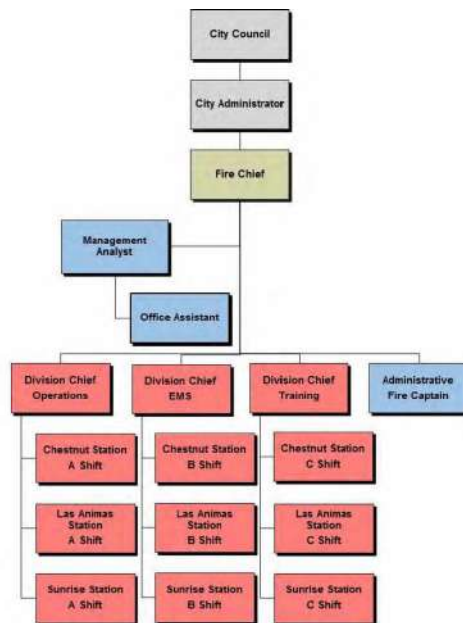 City Council
City Administrator
Fire Chief
Management
Analyst
Office Assistant
Division Chief
Operations
Division Chief
EMS
Division Chief
Training
Administrative
Fire Captain
Chestnut Station
A Shift
Chestnut Station
B Shift
Chestnut Station
C Shift
Las Animas
Station
A Shift
Las Animas
Station
B Shift
Las Animas
Station
C Shift
Sunrise Station
A Shift
Sunrise Station
B Shift
Sunrise Station
C Shift